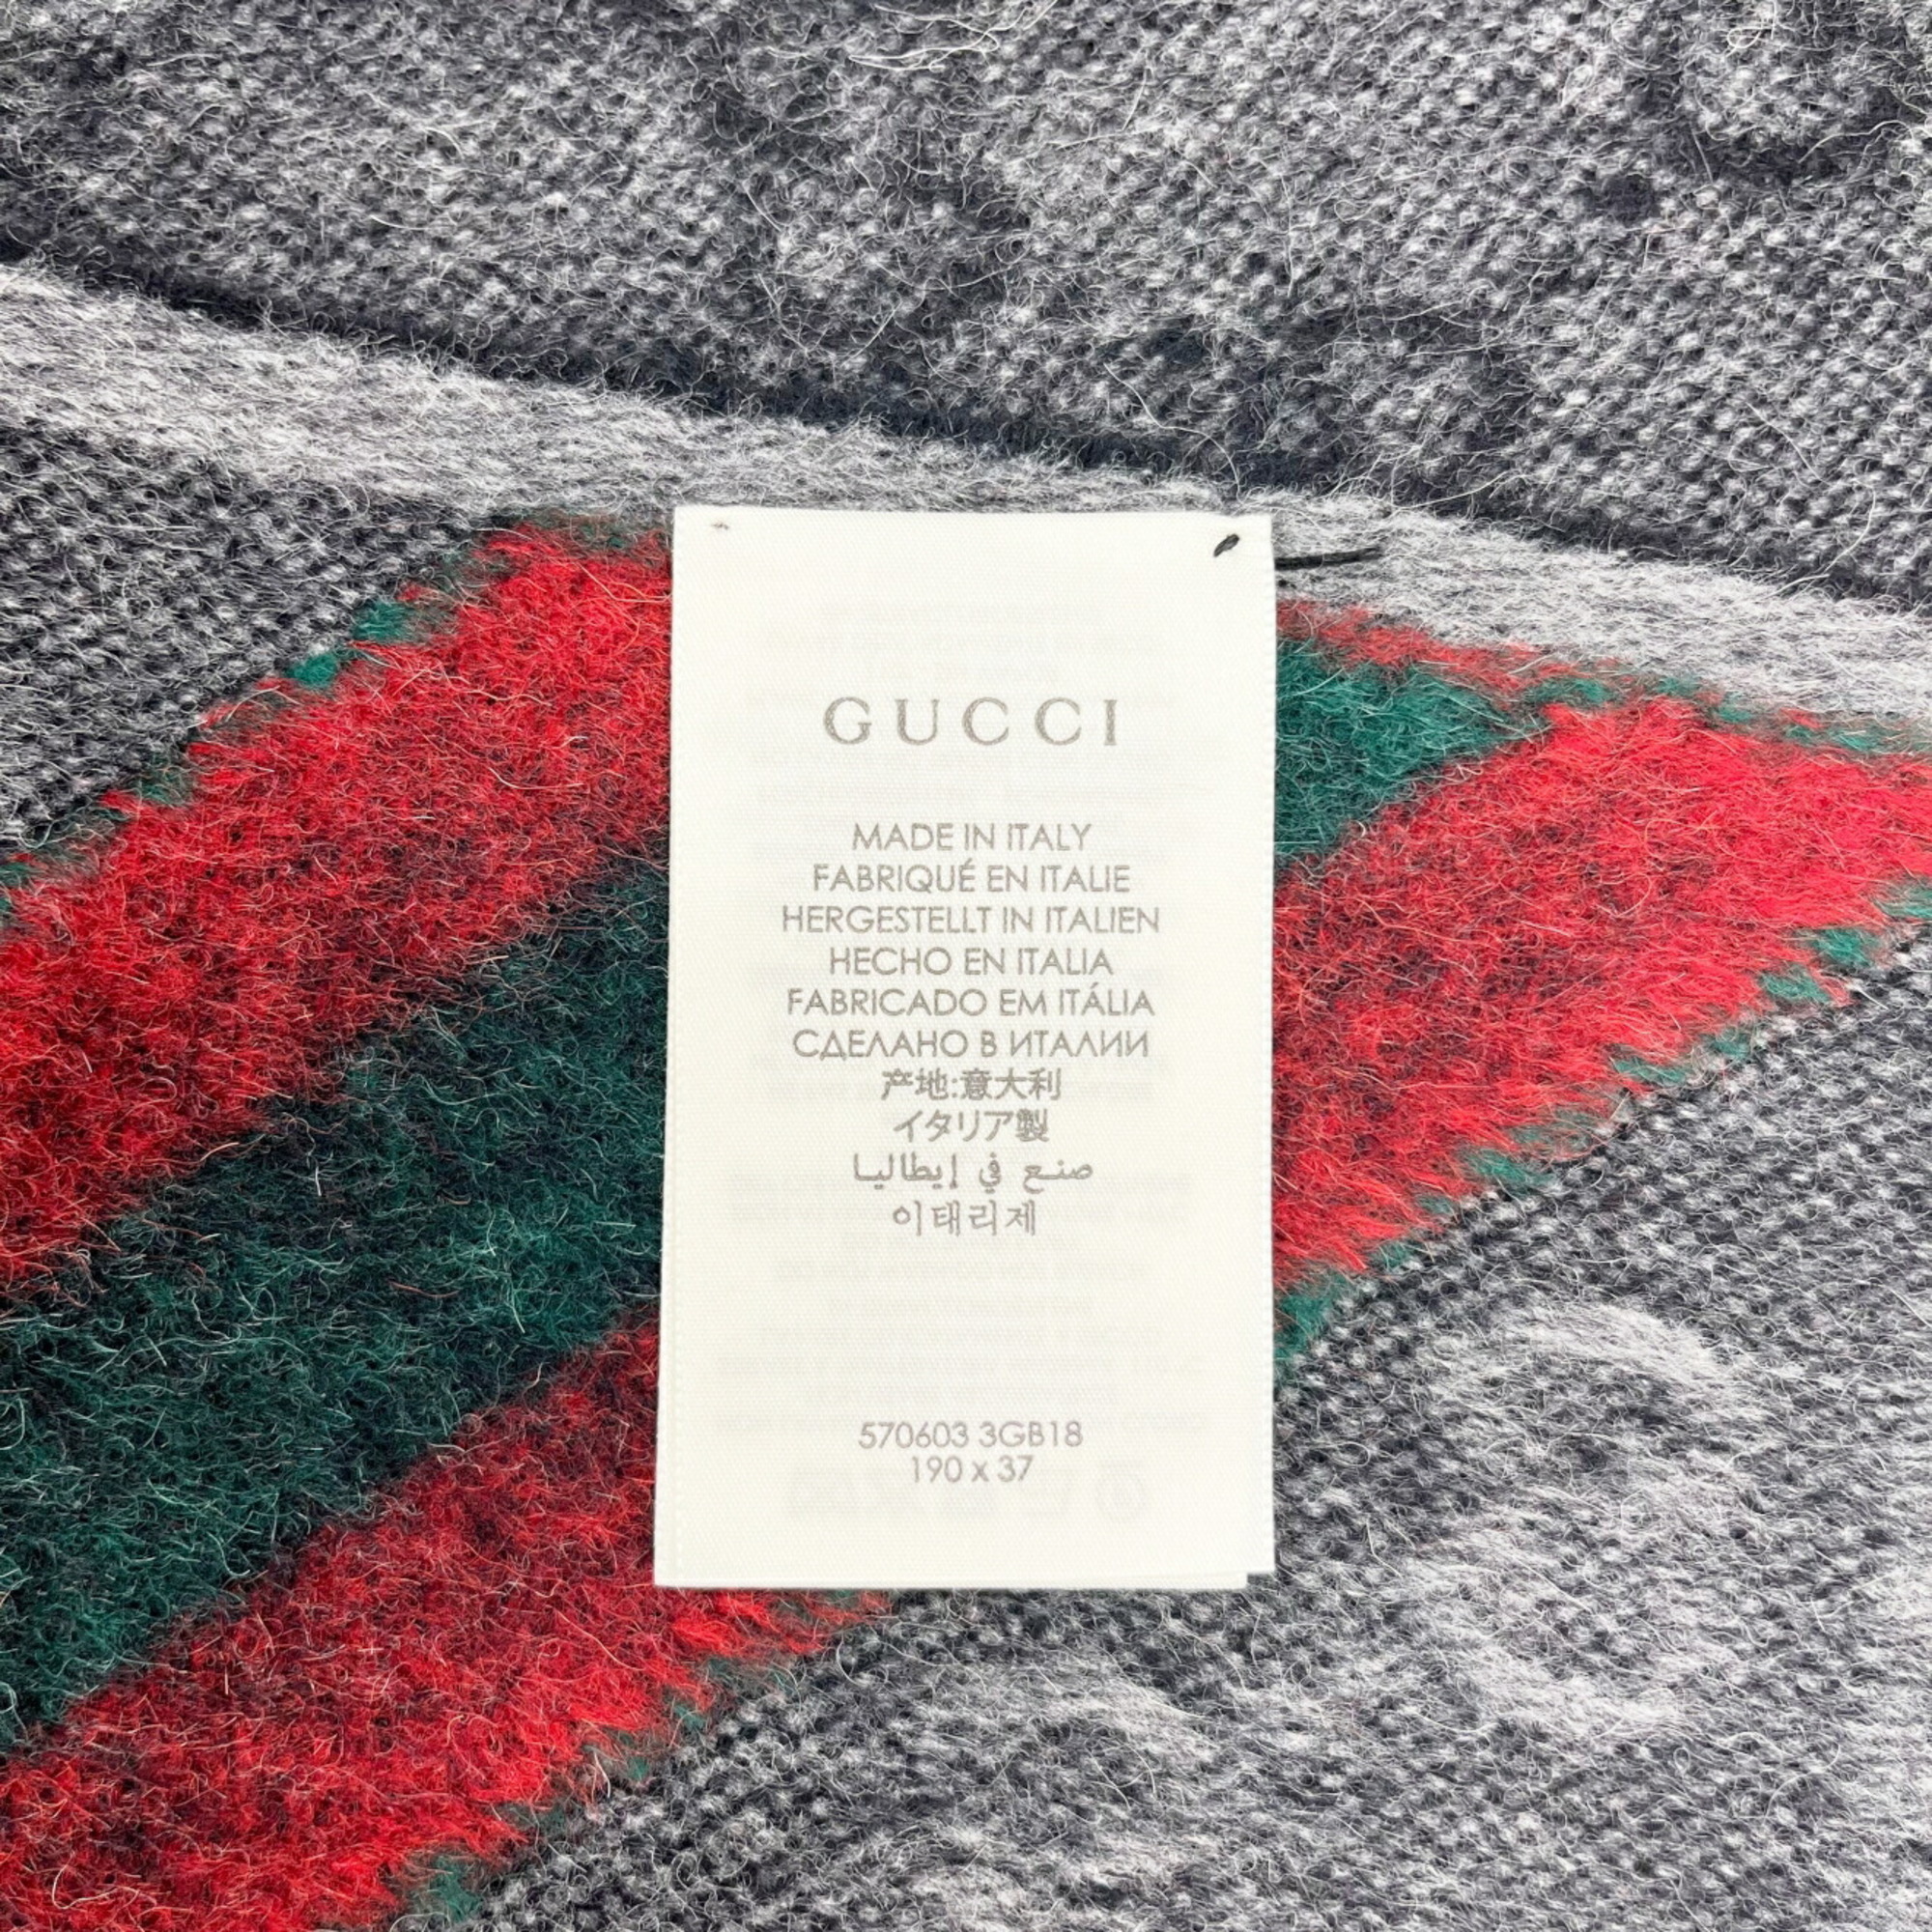 GUCCI
MADE IN ITALY
FABRIQUÉ EN ITALIE
HERGESTELLT IN ITALIEN
HECHO EN ITALIA
FABRICADO EM ITÁLIA
СДЕЛАНО В ИТАЛИИ
产地:意大利
イタリア製
صنع في إيطاليا
이태리제
570603 3GB18
190 x 37